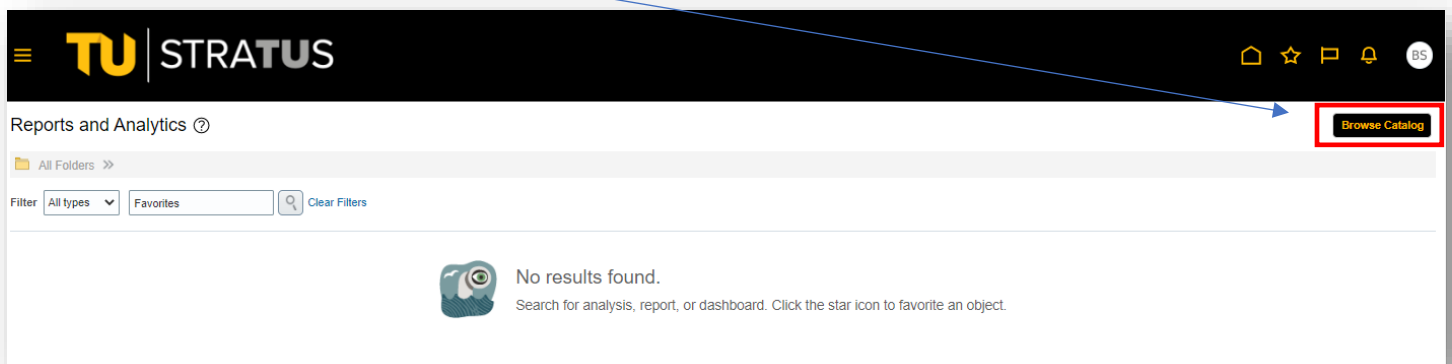 TU STRATUS
BS
Reports and Analytics ?
Browse Catalog
All Folders »
Filter All types Favorites Clear Filters
No results found.
Search for analysis, report, or dashboard. Click the star icon to favorite an object.